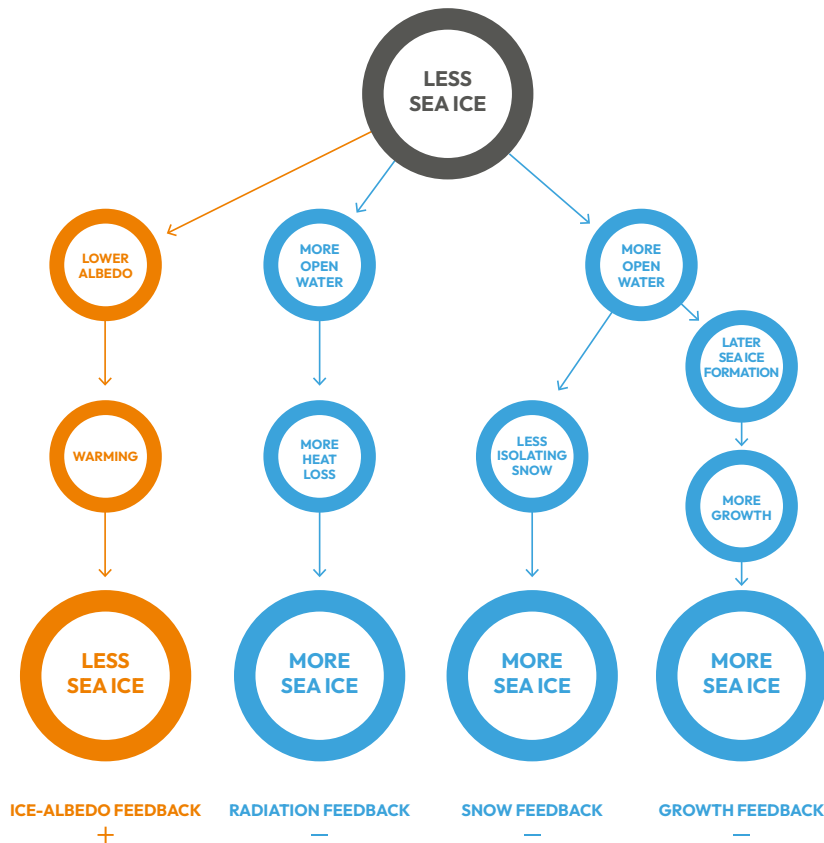 LESS
SEA ICE
LOWER
ALBEDO
MORE
OPEN
WATER
MORE
OPEN
WATER
LATER
SEA ICE
FORMATION
WARMING
MORE
HEAT
LOSS
LESS
ISOLATING
SNOW
MORE
GROWTH
LESS
SEA ICE
MORE
SEA ICE
MORE
SEA ICE
MORE
SEA ICE
ICE-ALBEDO FEEDBACK
+
RADIATION FEEDBACK
—
SNOW FEEDBACK
—
GROWTH FEEDBACK
—